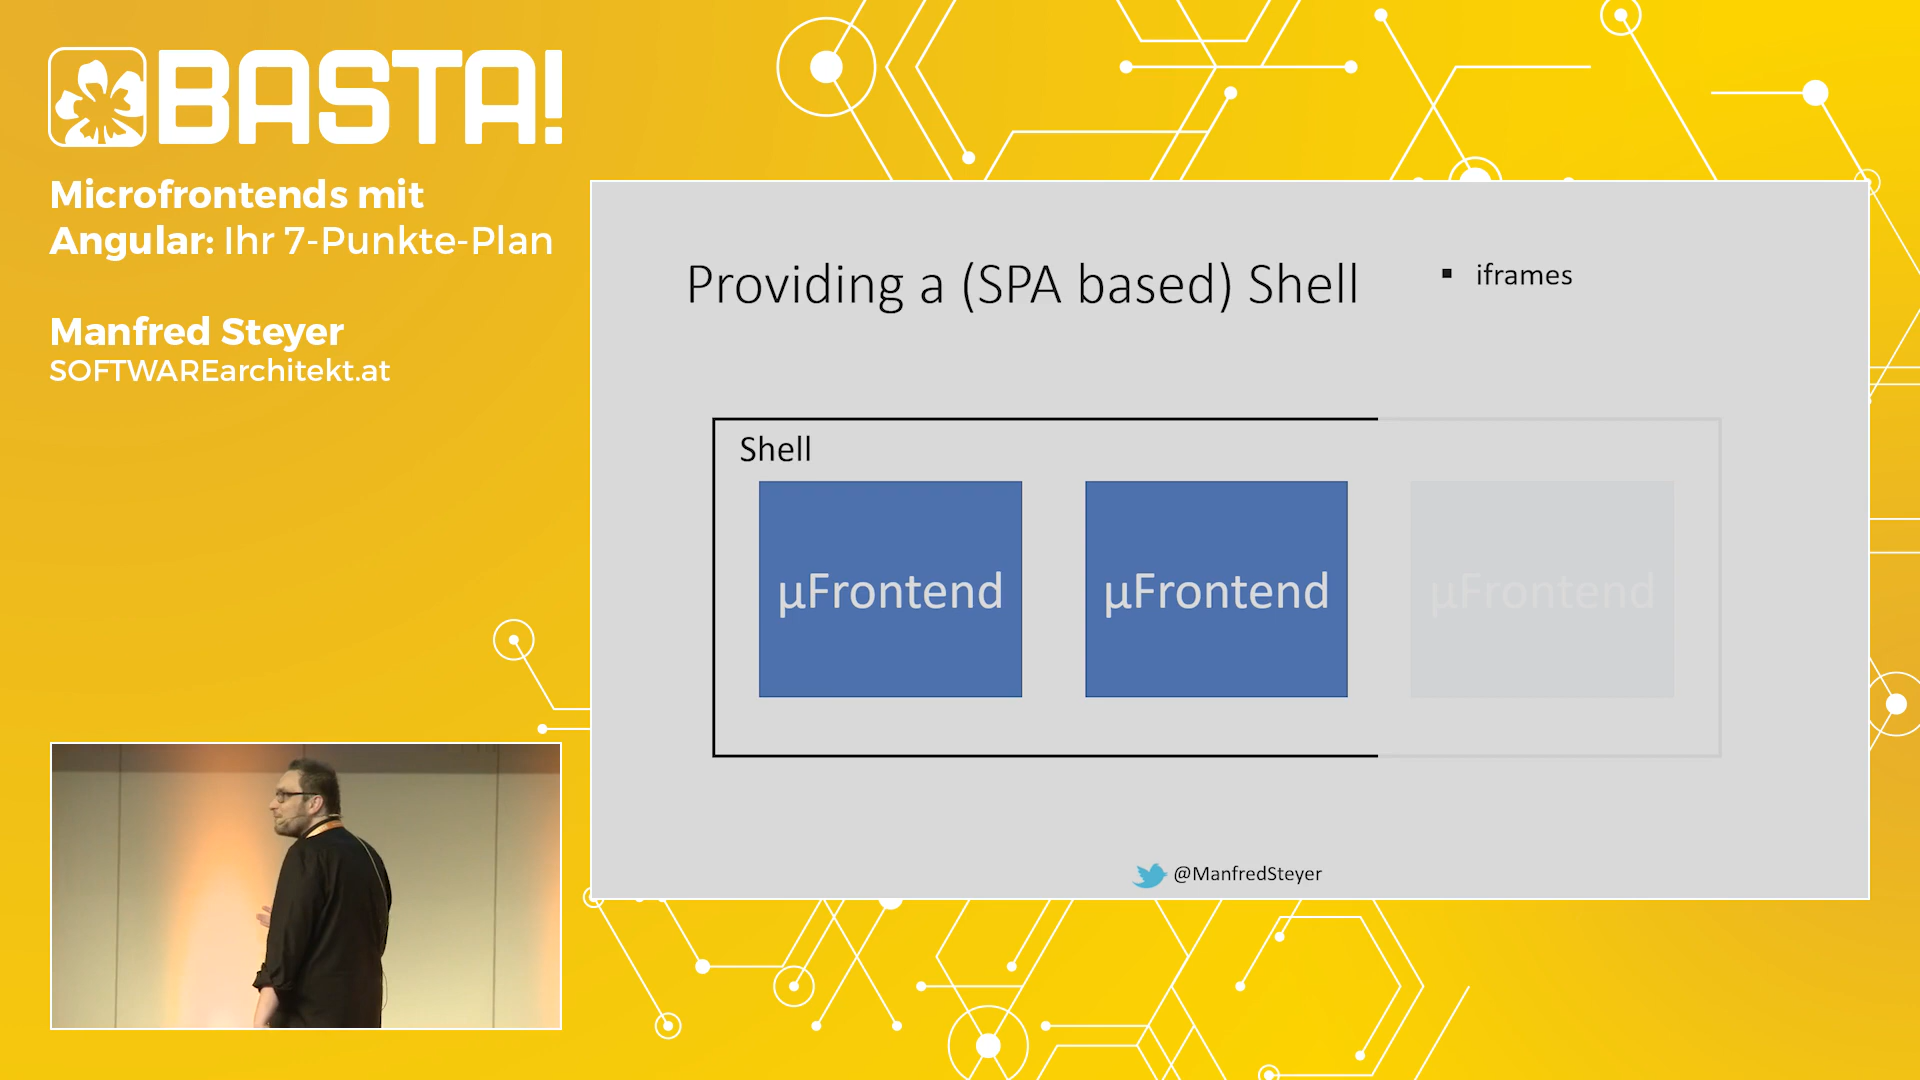 BASTA!
Microfrontends mit
Angular: Ihr 7-Punkte-Plan
Manfred Steyer
SOFTWAREarchitekt.at
Providing a (SPA based) Shell
▪ iframes
Shell
µFrontend
µFrontend
µFrontend
@ManfredSteyer